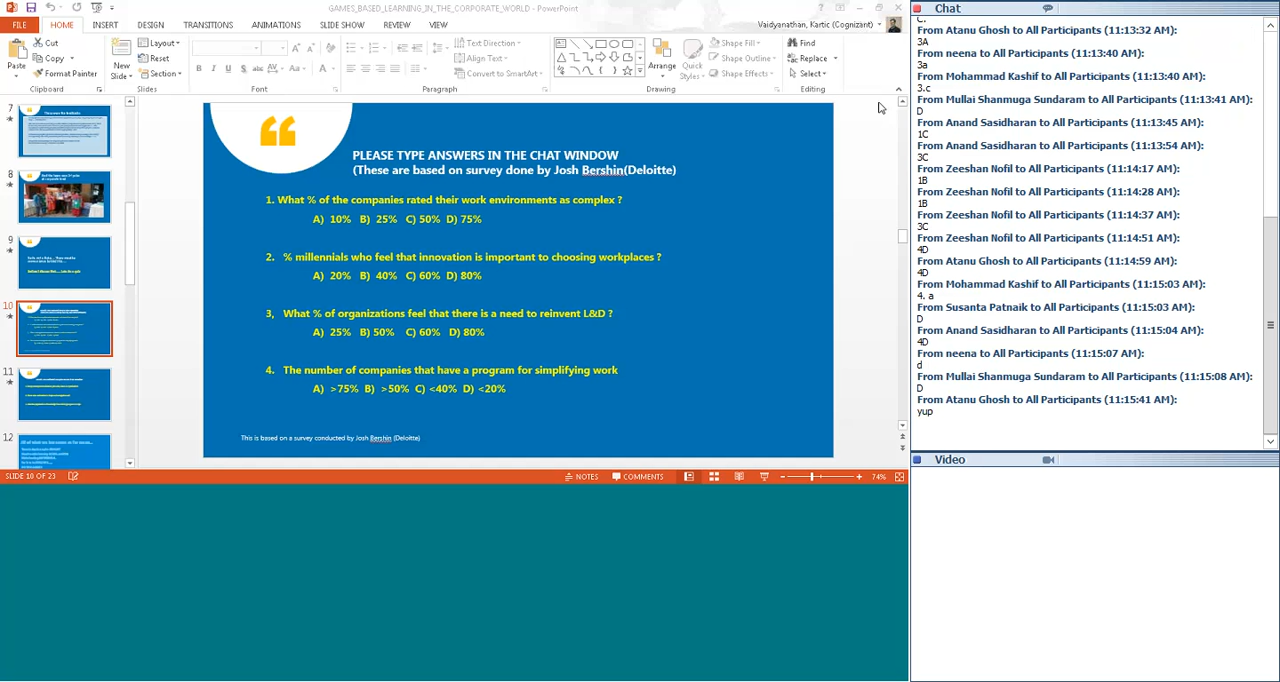 GAMES_BASED_LEARNING_IN_THE_CORPORATE_WORLD - PowerPoint
FILE HOME INSERT DESIGN TRANSITIONS ANIMATIONS SLIDE SHOW REVIEW VIEW
Vaidyanathan, Kartic (Cognizant)
Paste
Cut
Copy
Format Painter
Clipboard
New Slide
Layout
Reset
Section
Slides
Font
Text Direction
Align Text
Convert to SmartArt
Paragraph
Arrange
Quick Styles
Shape Fill
Shape Outline
Shape Effects
Drawing
Find
Replace
Select
Editing
7
8
9
10
11
12
PLEASE TYPE ANSWERS IN THE CHAT WINDOW
(These are based on survey done by Josh Bershin(Deloitte)
1. What % of the companies rated their work environments as complex ?
A) 10% B) 25% C) 50% D) 75%
2. % millennials who feel that innovation is important to choosing workplaces ?
A) 20% B) 40% C) 60% D) 80%
3, What % of organizations feel that there is a need to reinvent L&D ?
A) 25% B) 50% C) 60% D) 80%
4. The number of companies that have a program for simplifying work
A) >75% B) >50% C) <40% D) <20%
This is based on a survey conducted by Josh Bershin (Deloitte)
SLIDE 10 OF 23
NOTES COMMENTS
74%
Chat
From Atanu Ghosh to All Participants (11:13:32 AM):
3A
From neena to All Participants (11:13:40 AM):
3a
From Mohammad Kashif to All Participants (11:13:40 AM):
3.c
From Mullai Shanmuga Sundaram to All Participants (11:13:41 AM):
D
From Anand Sasidharan to All Participants (11:13:45 AM):
1C
From Anand Sasidharan to All Participants (11:13:54 AM):
3C
From Zeeshan Nofil to All Participants (11:14:17 AM):
1B
From Zeeshan Nofil to All Participants (11:14:28 AM):
1B
From Zeeshan Nofil to All Participants (11:14:37 AM):
3C
From Zeeshan Nofil to All Participants (11:14:51 AM):
4D
From Atanu Ghosh to All Participants (11:14:59 AM):
4D
From Mohammad Kashif to All Participants (11:15:03 AM):
4. a
From Susanta Patnaik to All Participants (11:15:03 AM):
D
From Anand Sasidharan to All Participants (11:15:04 AM):
4D
From neena to All Participants (11:15:07 AM):
d
From Mullai Shanmuga Sundaram to All Participants (11:15:08 AM):
D
From Atanu Ghosh to All Participants (11:15:41 AM):
yup
Video